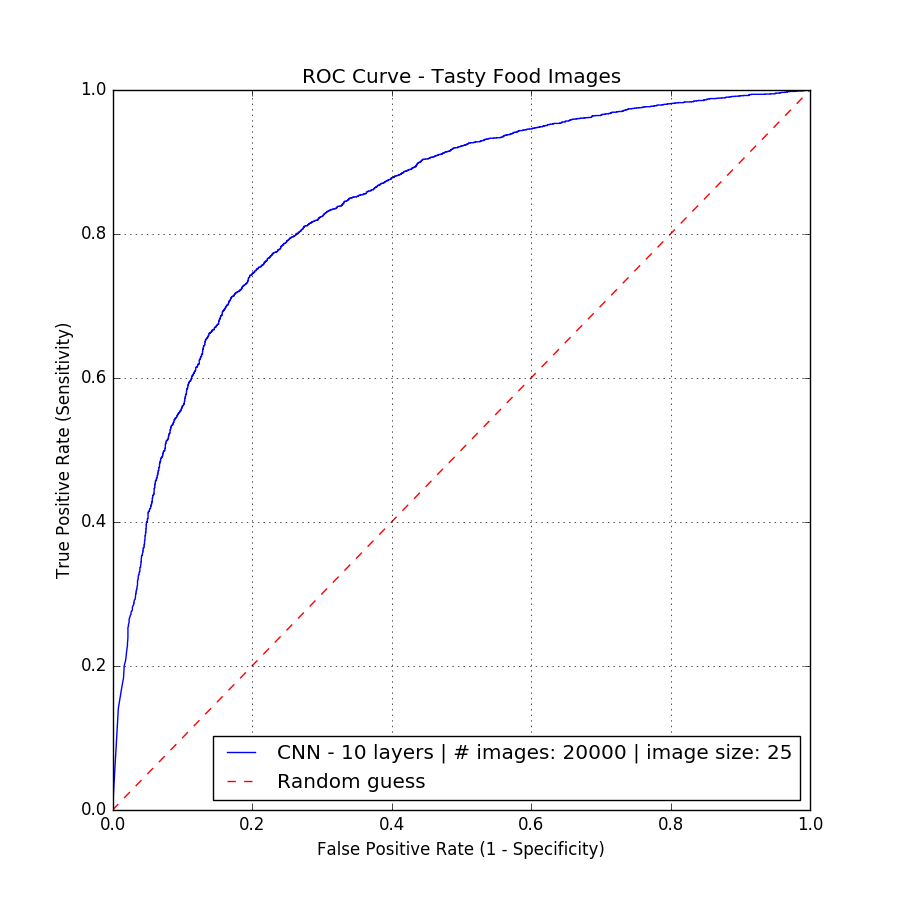 ROC Curve - Tasty Food Images
1.0
0.8
0.6
0.4
0.2
0.0
True Positive Rate (Sensitivity)
CNN - 10 layers | # images: 20000 | image size: 25
Random guess
0.0 0.2 0.4 0.6 0.8 1.0
False Positive Rate (1 - Specificity)